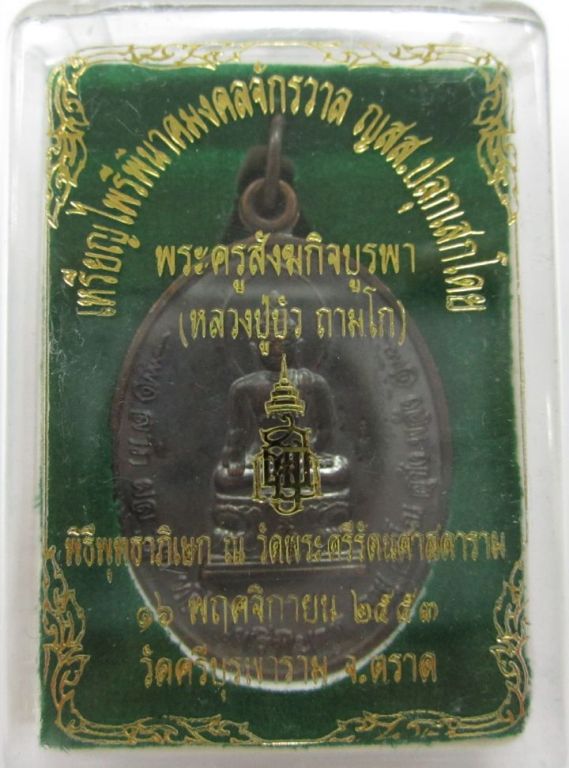 เหรียญไพรีพินาศมงคลจักรวาล ญสส.ปลุกเสกโดย
พระครูสังฆกิจบูรพา
(หลวงปู่บัว ถามโก)
พิธีพุทธาภิเษก ณ วัดพระศรีรัตนศาสดาราม
๑๖ พฤศจิกายน ๒๕๕๓
วัดศรีบูรพาราม จ.ตราด